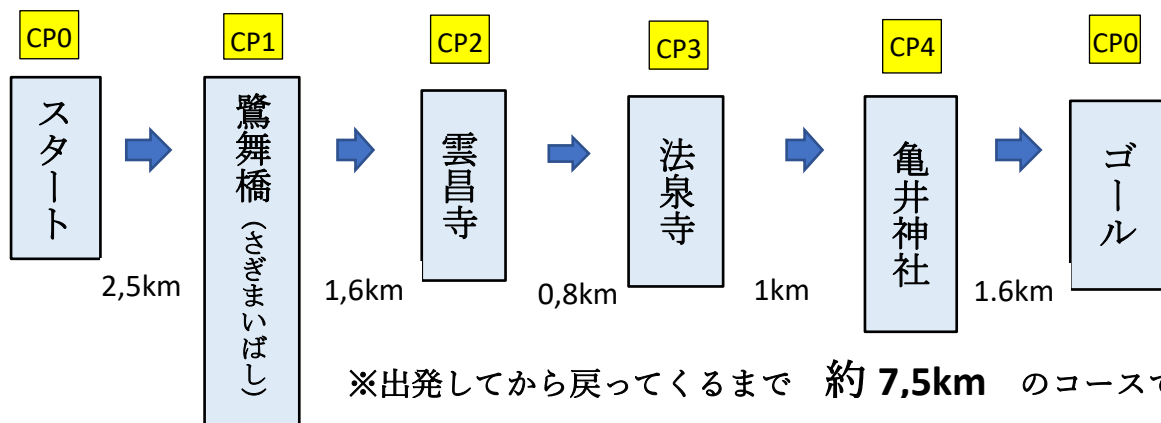 CP0
CP1
CP2
CP3
CP4
CP0
スタート
鷺舞橋（さぎまいばし）
雲昌寺
法泉寺
亀井神社
ゴール
2,5km
1,6km
0,8km
1km
1.6km
※出発してから戻ってくるまで　約 7,5km　のコースで